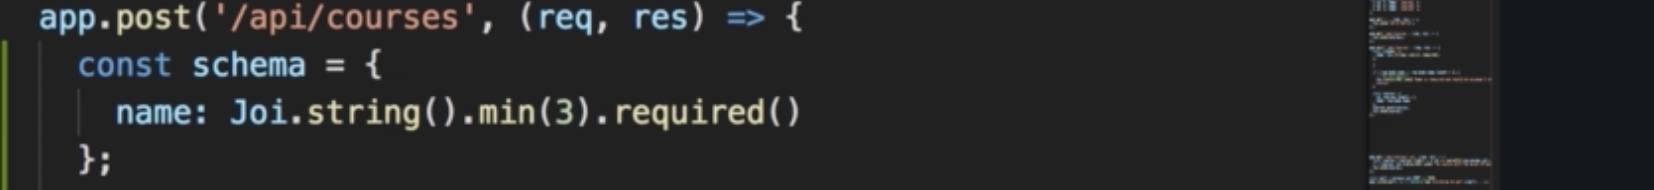 app.post('/api/courses', (req, res) => {
const schema = {
name: Joi.string().min(3).required()
};